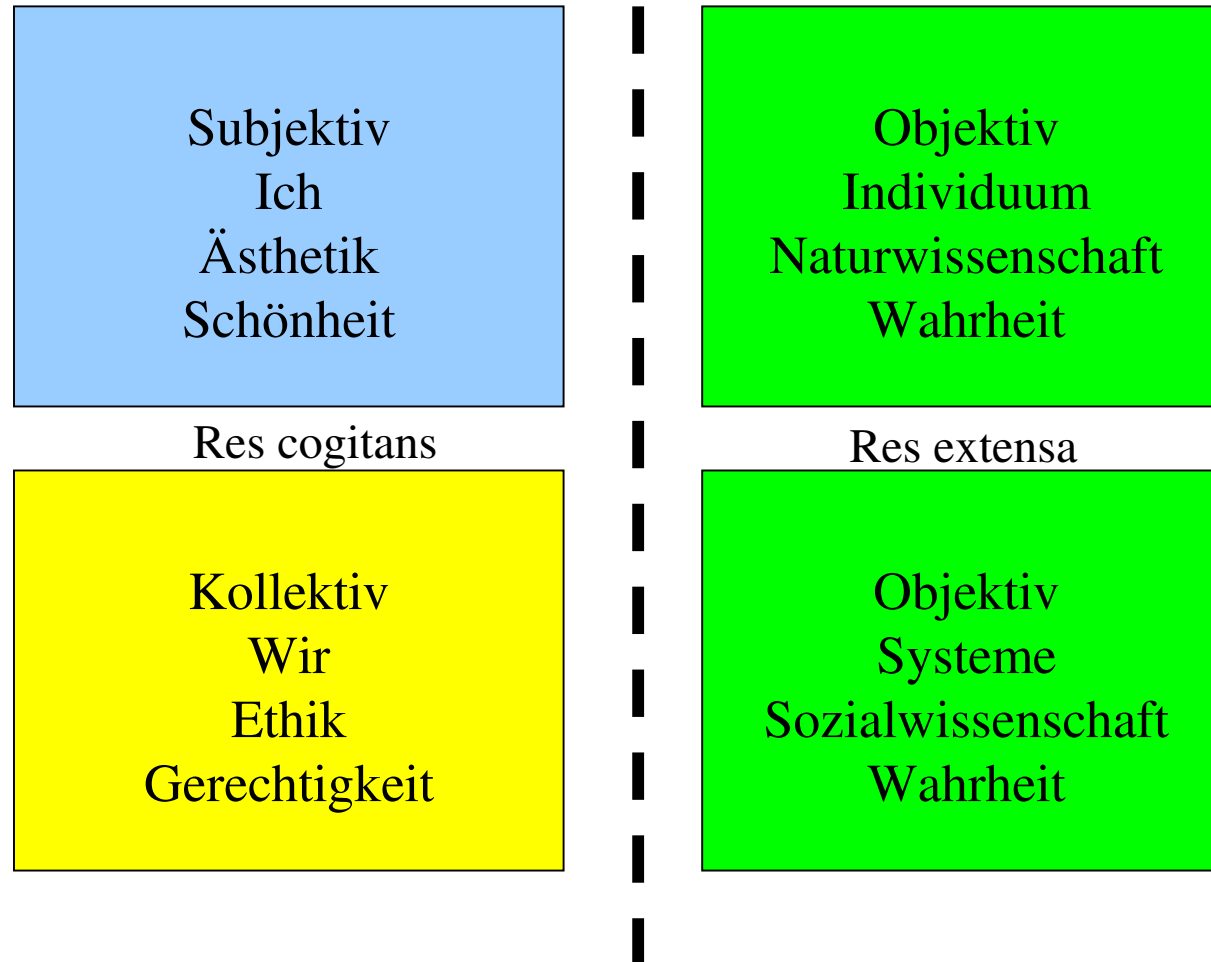 Subjektiv
Ich
Ästhetik
Schönheit
Res cogitans
Kollektiv
Wir
Ethik
Gerechtigkeit
Objektiv
Individuum
Naturwissenschaft
Wahrheit
Res extensa
Objektiv
Systeme
Sozialwissenschaft
Wahrheit